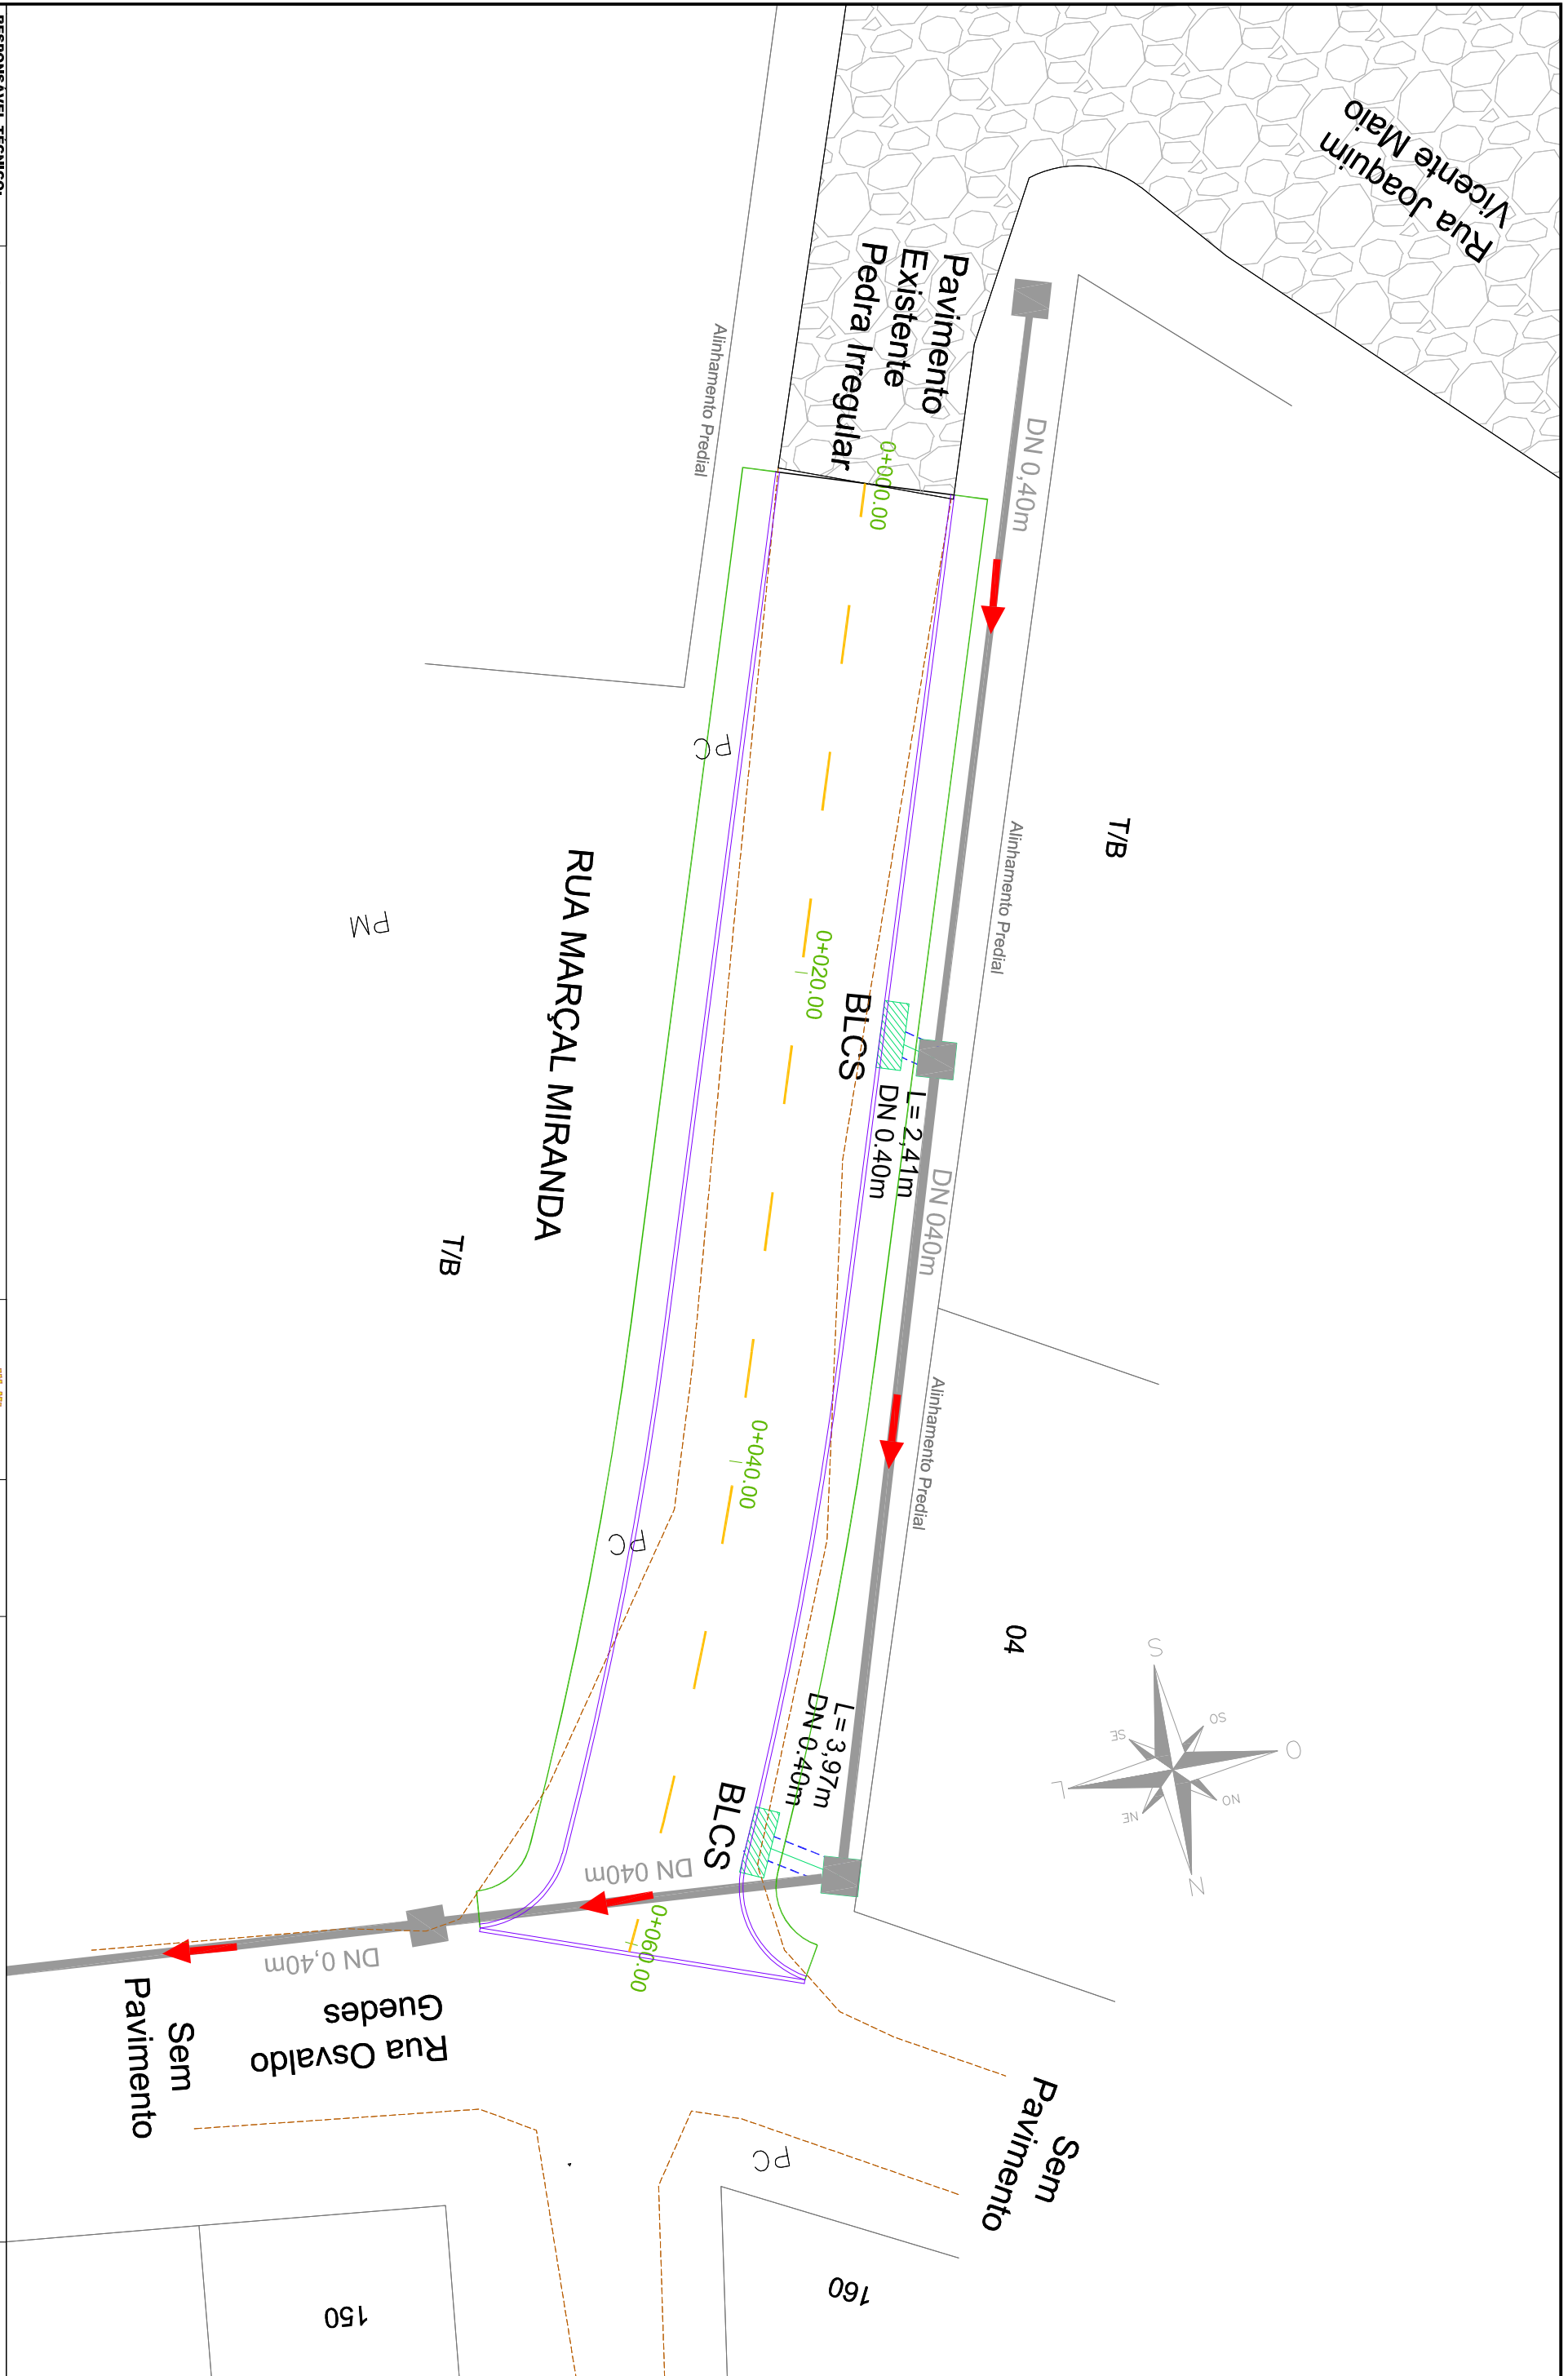 Rua Joaquim
Vicente Maio
Pavimento
Existente
Pedra Irregular
0+000.00
DN 0,40m
Alinhamento Predial
PC
T/B
Alinhamento Predial
PM
RUA MARÇAL MIRANDA
0+020.00
BLCS
L= 2,41m
DN 0.40m
DN 040m
T/B
Alinhamento Predial
0+040.00
PC
04
S
SO
O
NO
N
NE
L
SE
L= 3,97m
DN 0.40m
BLCS
DN 040m
0+060.00
DN 0,40m
Rua Osvaldo
Guedes
Sem
Pavimento
Sem
Pavimento
PC
150
160
RESPONSÁVEL TÉCNICO: